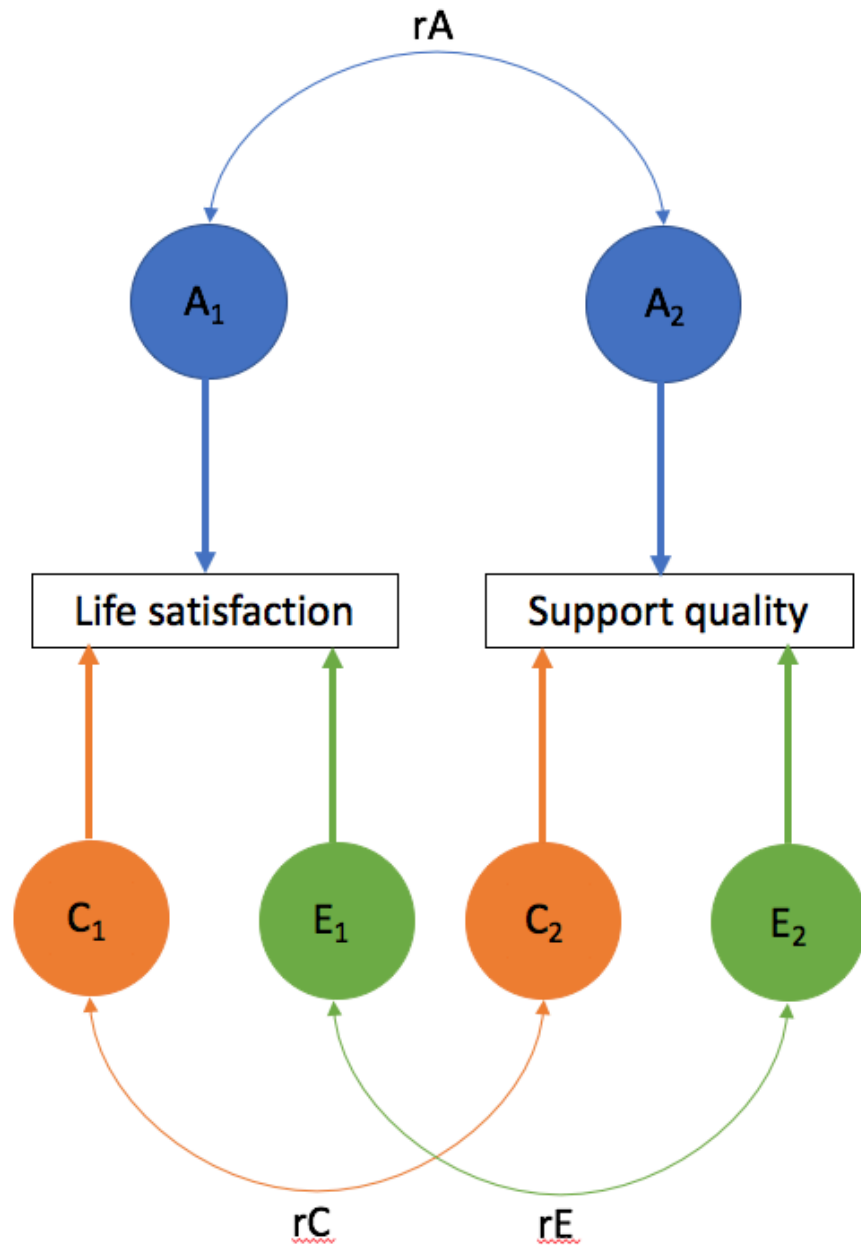 rA
A₁ A₂
Life satisfaction Support quality
C₁ E₁ C₂ E₂
rC rE